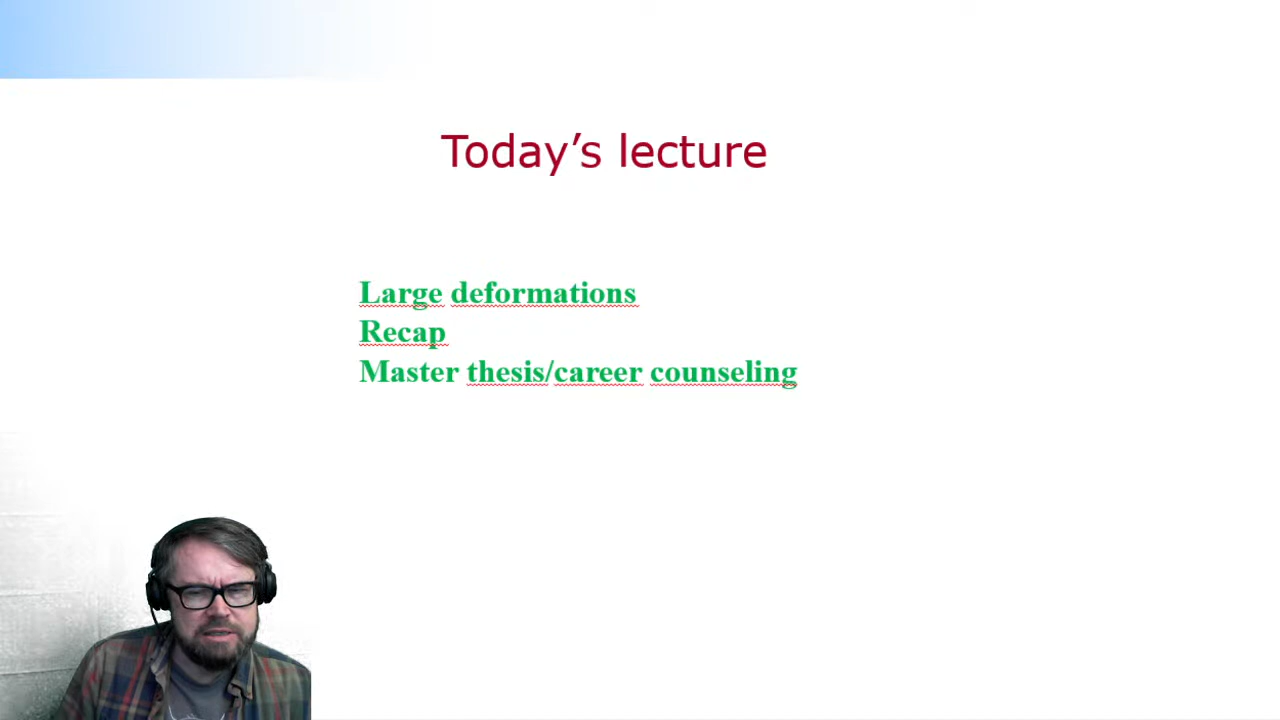 Today’s lecture
Large deformations
Recap
Master thesis/career counseling